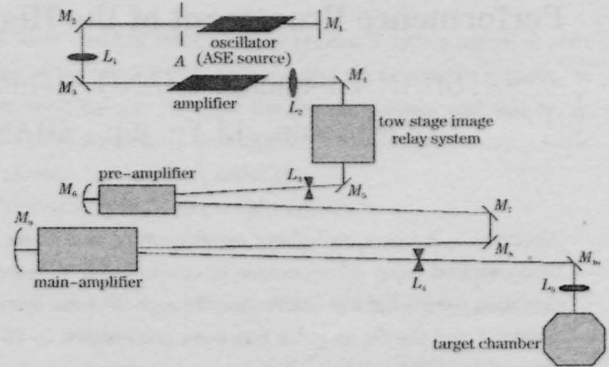 M₂
M₁
oscillator
(ASE source)
L₁
A
M₃
amplifier
L₂
M₄
tow stage image
relay system
pre-amplifier
L₃
M₅
M₆
M₇
M₉
M₈
main-amplifier
L₄
M₁₀
L₅
target chamber